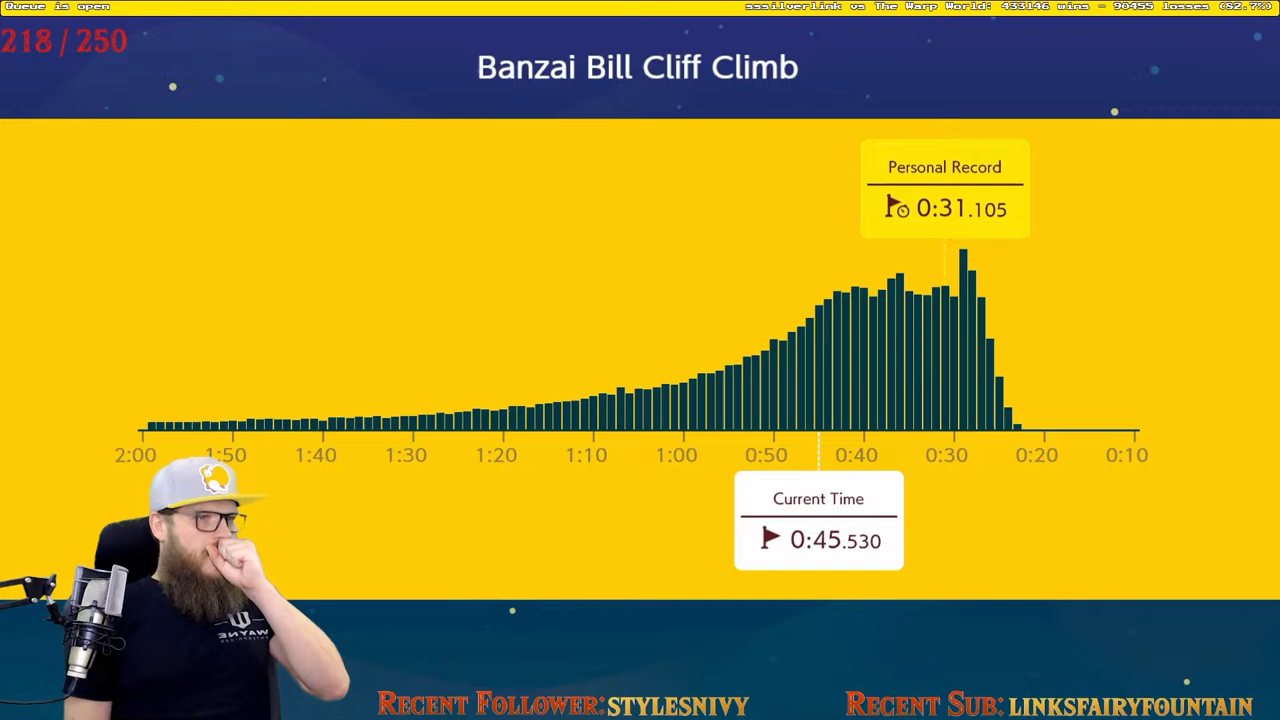 Queue is open
sssilverlink vs The Warp World: 433146 wins - 90455 losses (82.7%)
218 / 250
Banzai Bill Cliff Climb
Personal Record
0:31.105
2:00 1:50 1:40 1:30 1:20 1:10 1:00 0:50 0:40 0:30 0:20 0:10
Current Time
0:45.530
WAYNE
RECENT FOLLOWER: STYLESNIVY
RECENT SUB: LINKSFAIRYFOUNTAIN